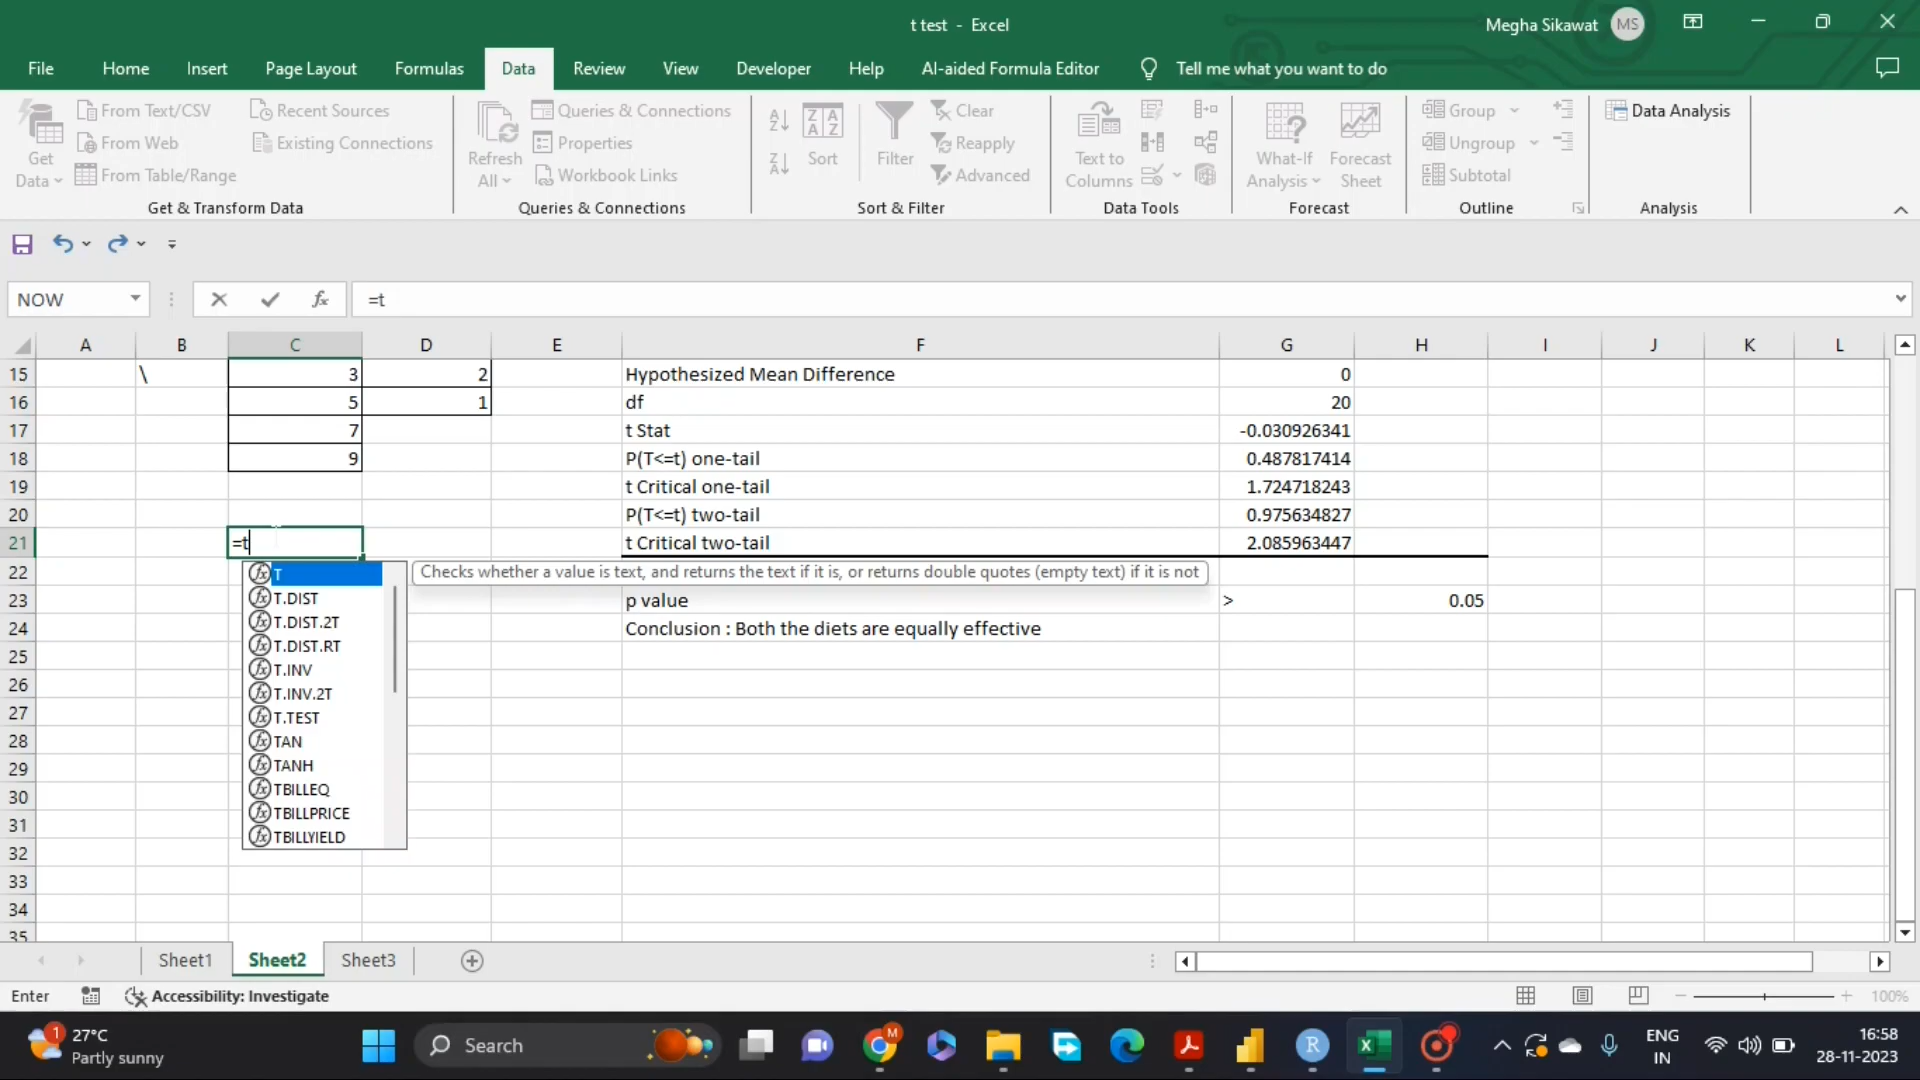 t test - Excel
Megha Sikawat
MS
File Home Insert Page Layout Formulas Data Review View Developer Help AI-aided Formula Editor Tell me what you want to do
Get Data
From Text/CSV
From Web
From Table/Range
Recent Sources
Existing Connections
Get & Transform Data
Refresh All
Queries & Connections
Properties
Workbook Links
Queries & Connections
Sort
Filter
Clear
Reapply
Advanced
Sort & Filter
Text to Columns
Data Tools
What-If Analysis
Forecast Sheet
Forecast
Group
Ungroup
Subtotal
Outline
Data Analysis
Analysis
NOW
fx
=t
A B C D E F G H I J K L
15 \ 3 2 Hypothesized Mean Difference 0
16 5 1 df 20
17 7 t Stat -0.030926341
18 9 P(T<=t) one-tail 0.487817414
19 t Critical one-tail 1.724718243
20 P(T<=t) two-tail 0.975634827
21 =t t Critical two-tail 2.085963447
22
23 p value > 0.05
24 Conclusion : Both the diets are equally effective
25
26
27
28
29
30
31
32
33
34
35
T
Checks whether a value is text, and returns the text if it is, or returns double quotes (empty text) if it is not
T.DIST
T.DIST.2T
T.DIST.RT
T.INV
T.INV.2T
T.TEST
TAN
TANH
TBILLEQ
TBILLPRICE
TBILLYIELD
Sheet1 Sheet2 Sheet3
Enter
Accessibility: Investigate
100%
1
27°C
Partly sunny
Search
M
R
ENG
IN
16:58
28-11-2023